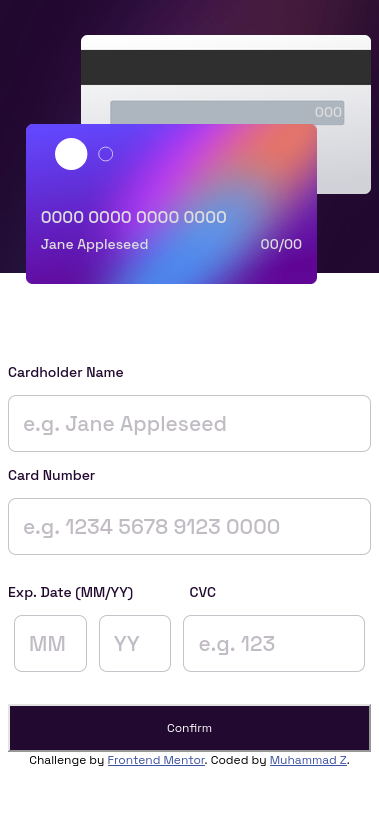 000
0000 0000 0000 0000
Jane Appleseed 00/00
Cardholder Name
e.g. Jane Appleseed
Card Number
e.g. 1234 5678 9123 0000
Exp. Date (MM/YY) CVC
MM YY e.g. 123
Confirm
Challenge by Frontend Mentor. Coded by Muhammad Z.